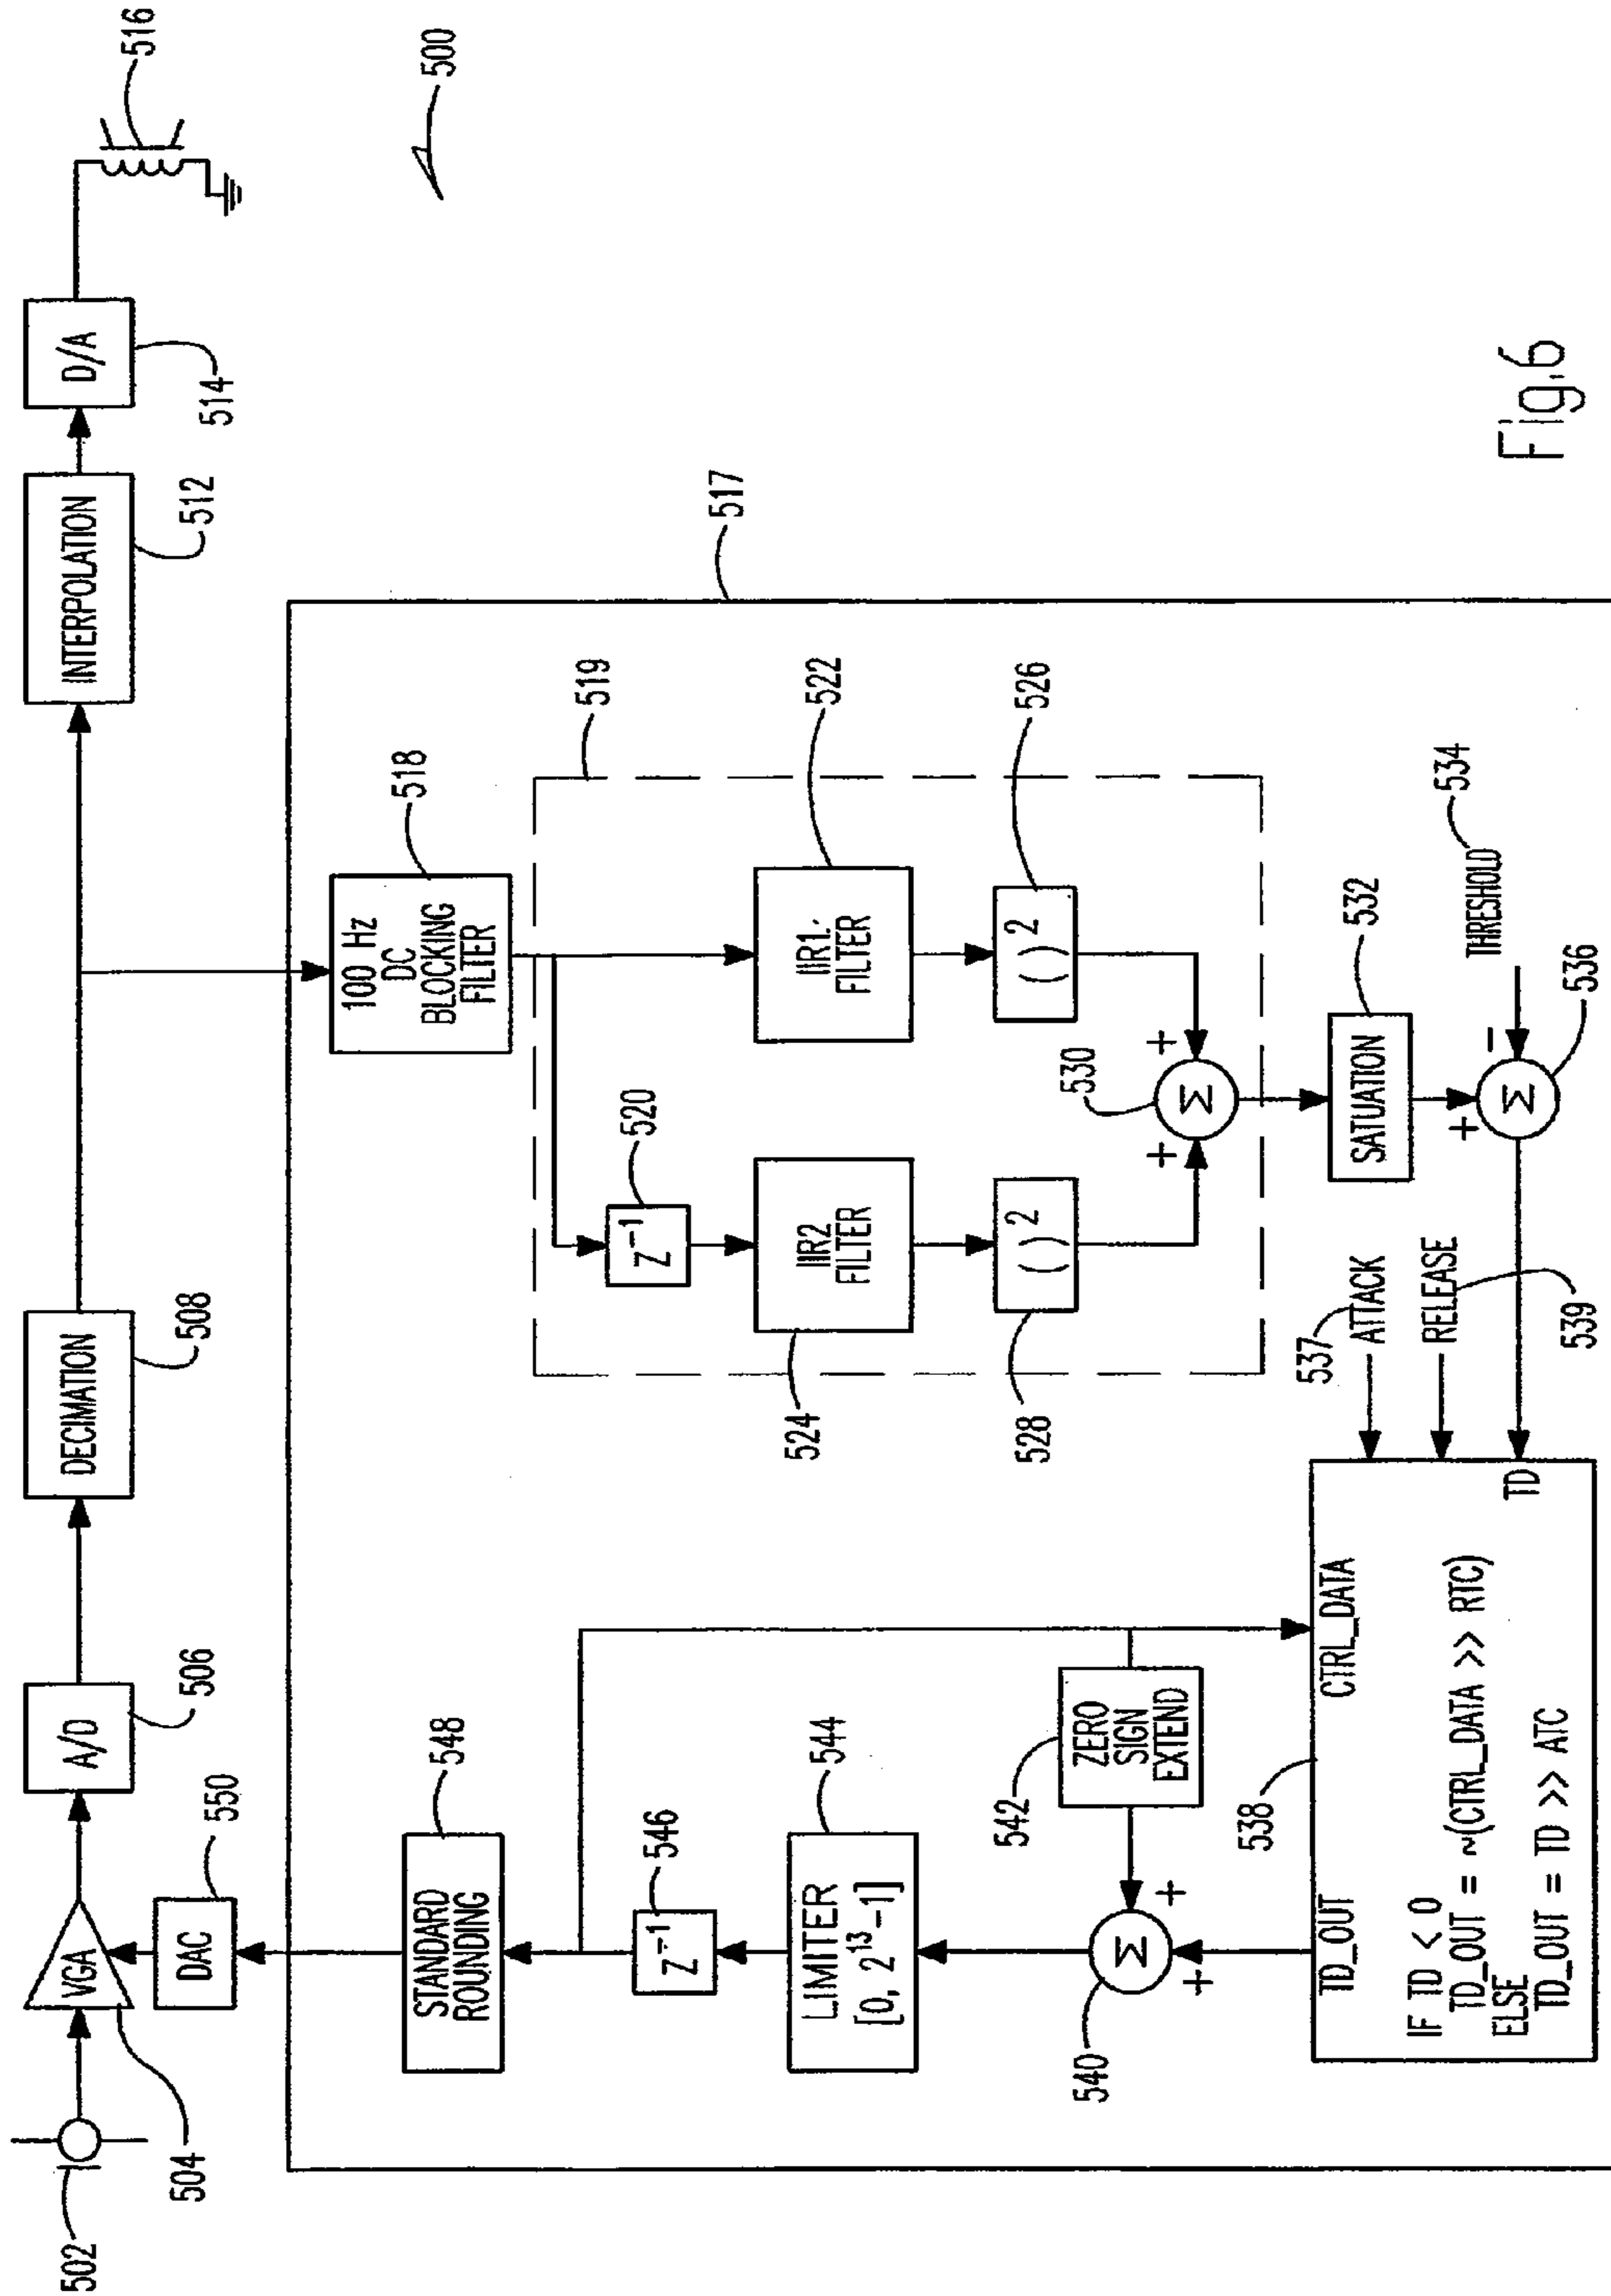 502
504
VGA
DAC
550
A/D
506
DECIMATION
508
INTERPOLATION
512
D/A
514
516
500
517
100 Hz
DC
BLOCKING
FILTER
518
519
Z⁻¹
520
IIR1.
FILTER
522
IIR2
FILTER
524
( )²
526
( )²
528
+
+
Σ
530
SATUATION
532
THRESHOLD
534
+
-
Σ
536
537
ATTACK
RELEASE
539
STANDARD
ROUNDING
548
Z⁻¹
546
LIMITER
[0, 2¹³-1]
544
ZERO
SIGN
EXTEND
542
+
+
Σ
540
538
TD_OUT
CTRL_DATA
TD
IF TD < 0
TD_OUT = ~(CTRL_DATA >> RTC)
ELSE
TD_OUT = TD >> ATC
Fig.6